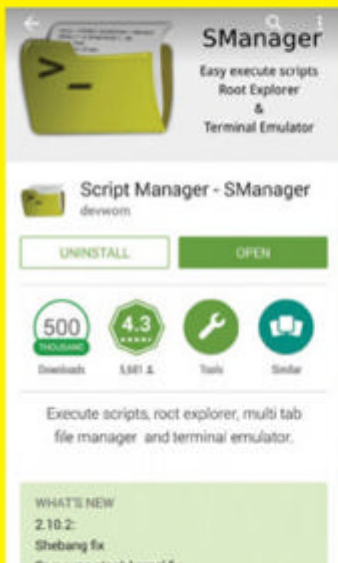 SManager
Easy execute scripts
Root Explorer
&
Terminal Emulator
>_
Script Manager - SManager
devwom
UNINSTALL
OPEN
500
THOUSAND
4.3
Downloads
5,681
Tools
Similar
Execute scripts, root explorer, multi tab
file manager and terminal emulator.
WHAT'S NEW
2.10.2:
Shebang fix